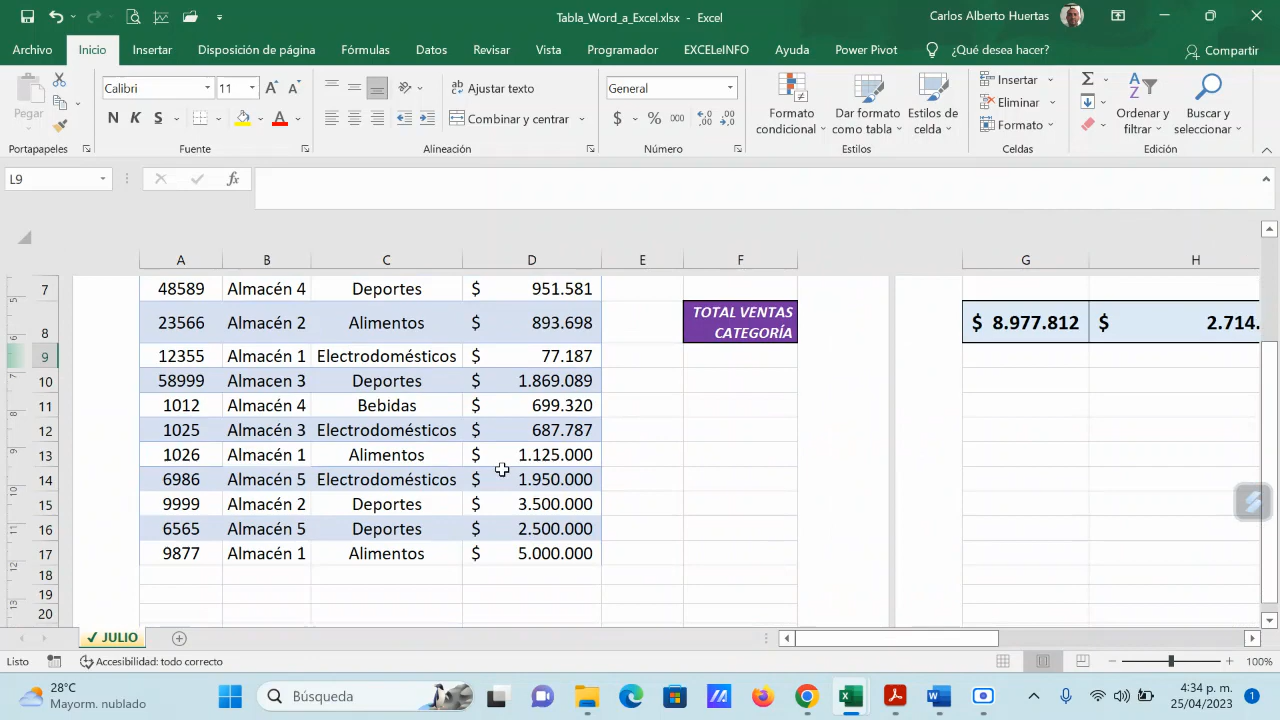 Tabla_Word_a_Excel.xlsx - Excel
Carlos Alberto Huertas
Archivo Inicio Insertar Disposición de página Fórmulas Datos Revisar Vista Programador EXCELeINFO Ayuda Power Pivot ¿Qué desea hacer? Compartir
Pegar
Calibri 11
N K S
Ajustar texto
Combinar y centrar
General
$ % 000
Formato condicional
Dar formato como tabla
Estilos de celda
Insertar
Eliminar
Formato
Ordenar y filtrar
Buscar y seleccionar
Portapapeles Fuente Alineación Número Estilos Celdas Edición
L9 fx
A B C D E F G H
7 48589 Almacén 4 Deportes $ 951.581
8 23566 Almacén 2 Alimentos $ 893.698 TOTAL VENTAS CATEGORÍA $ 8.977.812 $ 2.714.
9 12355 Almacén 1 Electrodomésticos $ 77.187
10 58999 Almacen 3 Deportes $ 1.869.089
11 1012 Almacén 4 Bebidas $ 699.320
12 1025 Almacén 3 Electrodomésticos $ 687.787
13 1026 Almacén 1 Alimentos $ 1.125.000
14 6986 Almacén 5 Electrodomésticos $ 1.950.000
15 9999 Almacén 2 Deportes $ 3.500.000
16 6565 Almacén 5 Deportes $ 2.500.000
17 9877 Almacén 1 Alimentos $ 5.000.000
18
19
20
✓ JULIO
Listo Accesibilidad: todo correcto 100%
28°C
Mayorm. nublado
Búsqueda
4:34 p. m.
25/04/2023
1